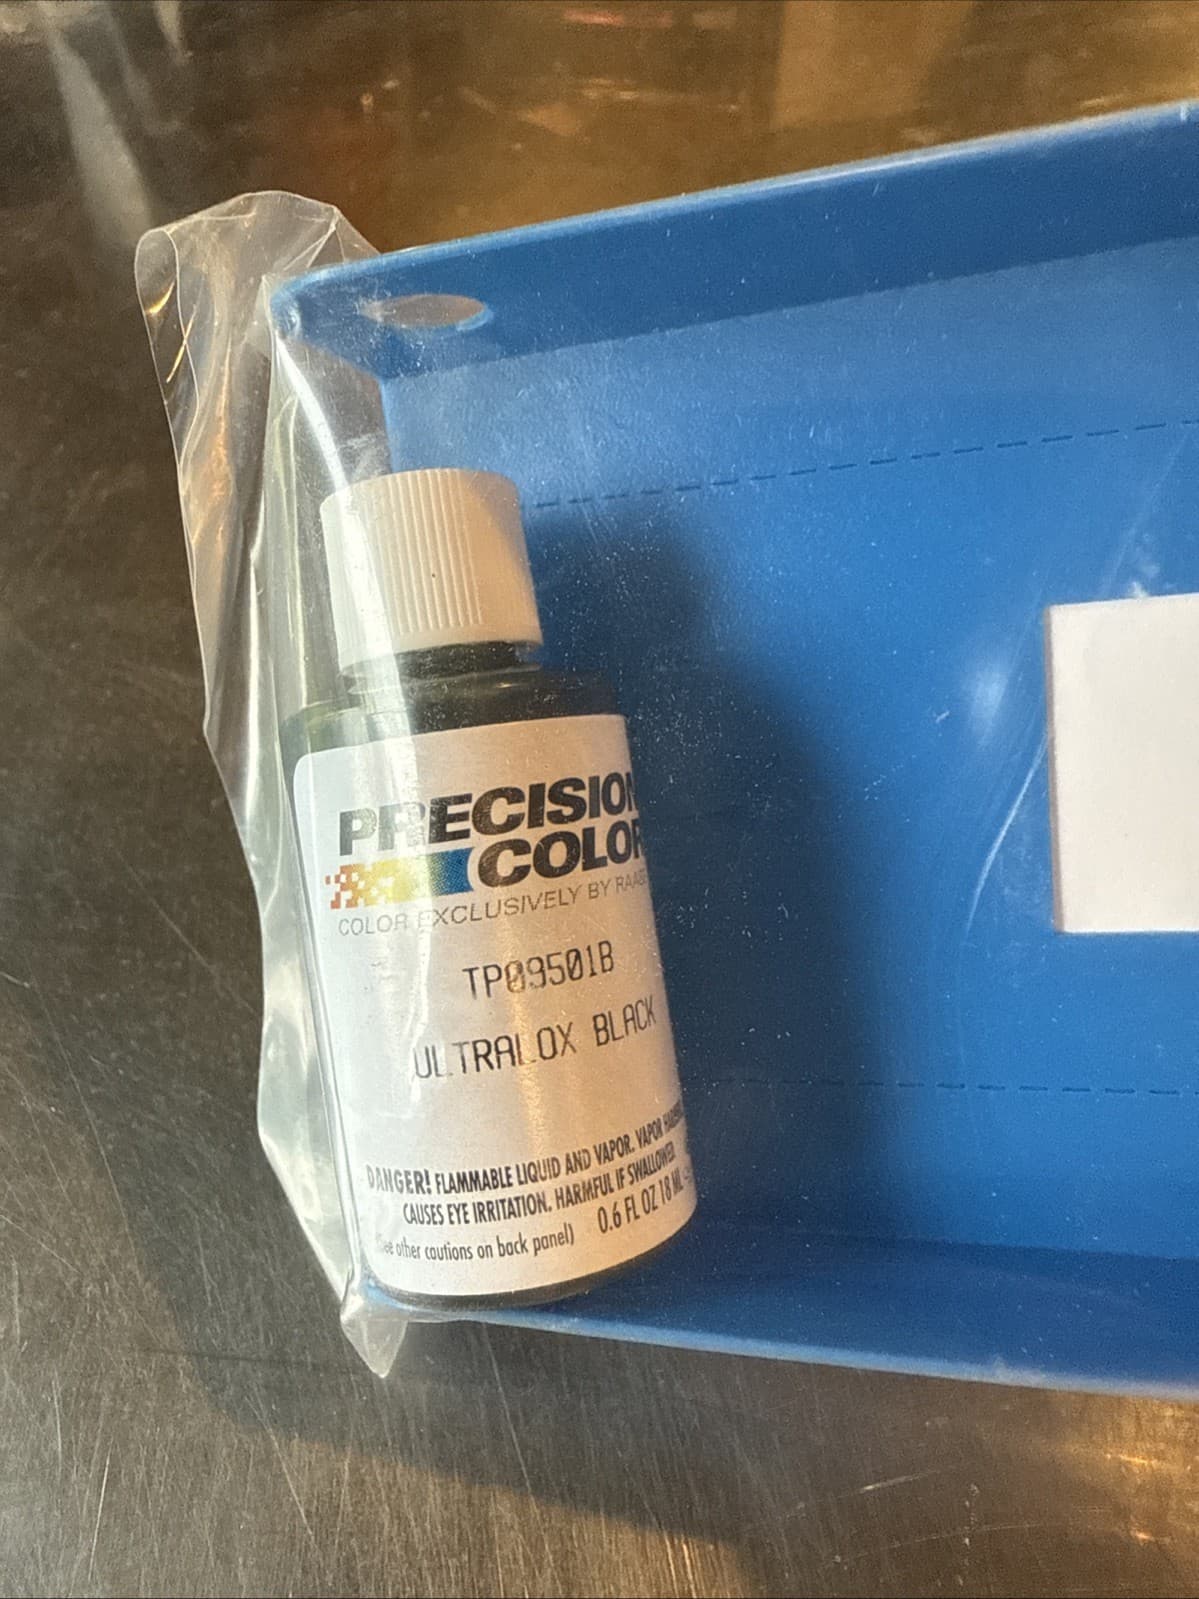 PRECISION
COLOR
COLOR EXCLUSIVELY BY
TP09501B
ULTRALOX BLACK
DANGER! FLAMMABLE LIQUID AND VAPOR. VAPOR
CAUSES EYE IRRITATION. HARMFUL IF SWALLOWED
other cautions on back panel) 0.6 FL OZ 18 ML